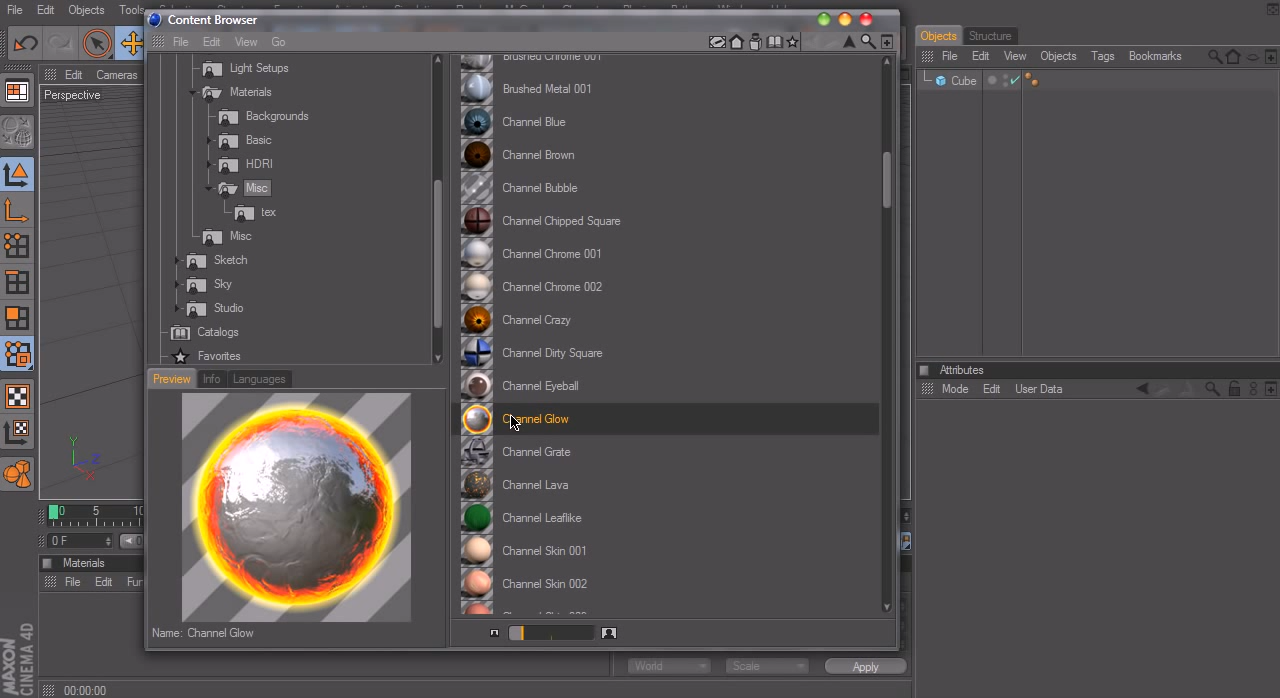 Content Browser
File Edit Objects Tools
File Edit View Go
Objects Structure
File Edit View Objects Tags Bookmarks
Cube
Edit Cameras
Perspective
Light Setups
Materials
Backgrounds
Basic
HDRI
Misc
tex
Misc
Sketch
Sky
Studio
Catalogs
Favorites
Brushed Chrome 001
Brushed Metal 001
Channel Blue
Channel Brown
Channel Bubble
Channel Chipped Square
Channel Chrome 001
Channel Chrome 002
Channel Crazy
Channel Dirty Square
Channel Eyeball
Channel Glow
Channel Grate
Channel Lava
Channel Leaflike
Channel Skin 001
Channel Skin 002
Preview Info Languages
Name: Channel Glow
Attributes
Mode Edit User Data
Y
Z
X
0 5 10
0 F
Materials
File Edit
World Scale Apply
MAXON
CINEMA 4D
00:00:00